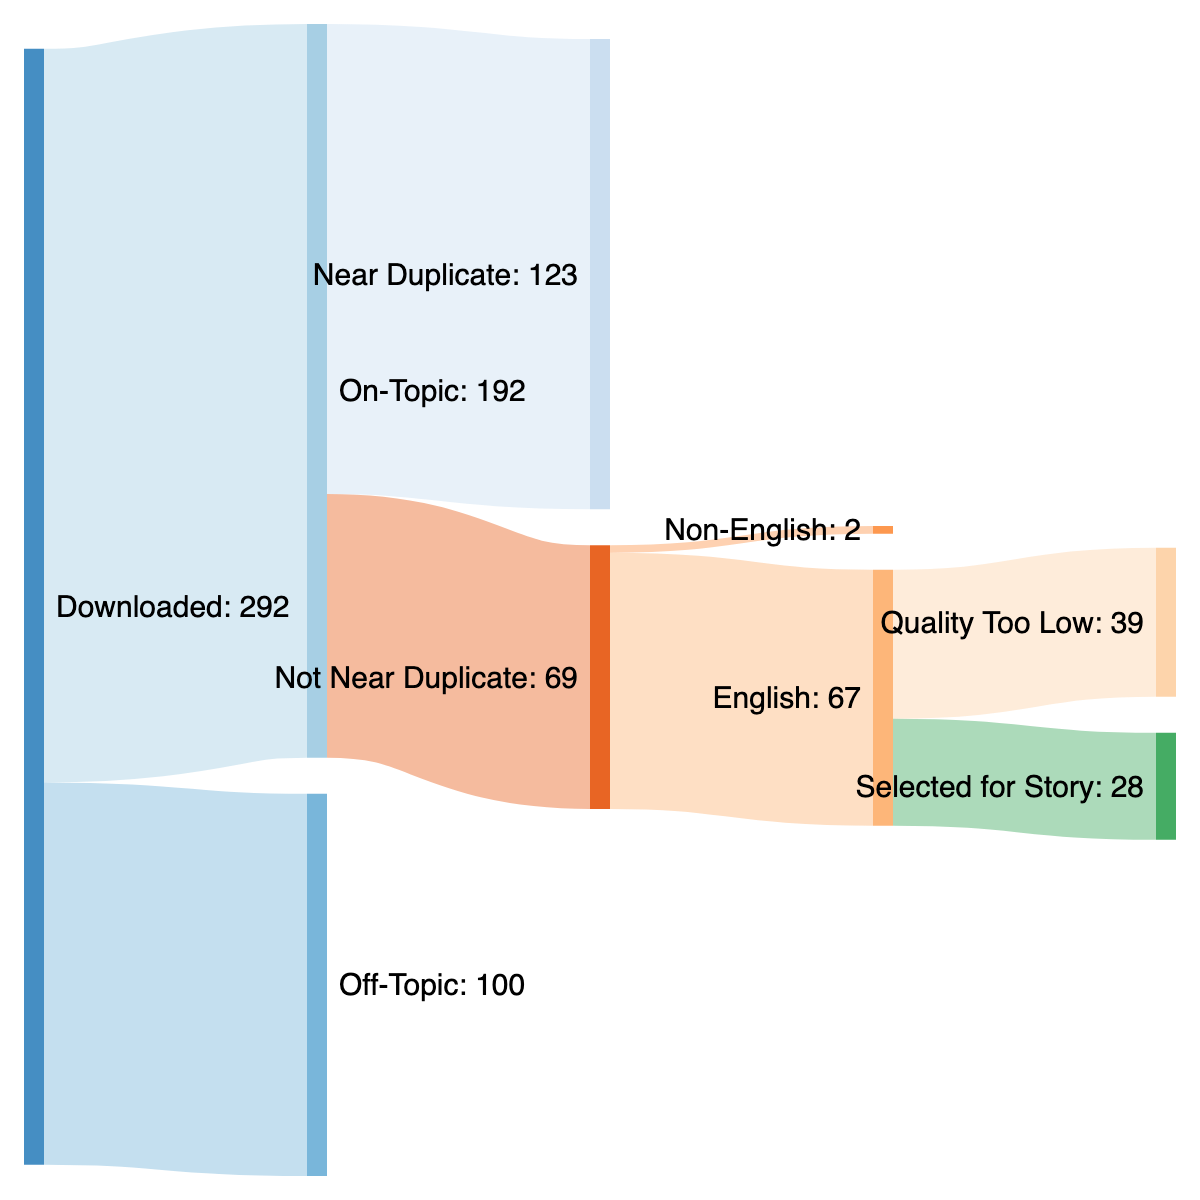 Near Duplicate: 123
On-Topic: 192
Non-English: 2
Downloaded: 292
Quality Too Low: 39
Not Near Duplicate: 69
English: 67
Selected for Story: 28
Off-Topic: 100